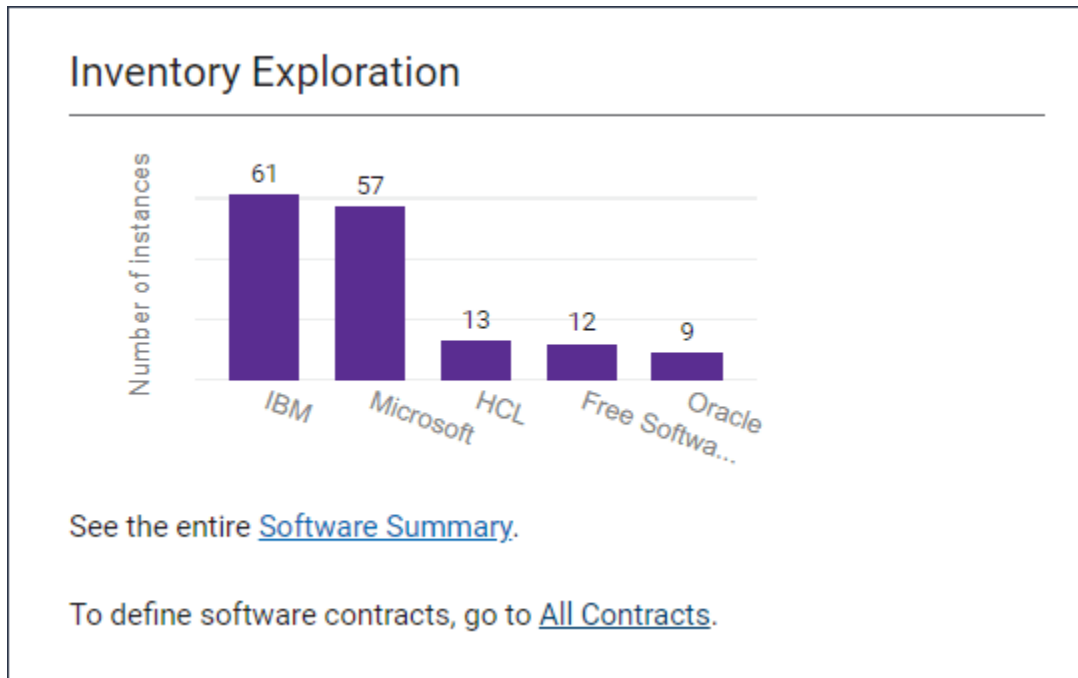 Inventory Exploration
Number of instances
61
57
13
12
9
IBM
Microsoft
HCL
Free Softwa...
Oracle
See the entire Software Summary.
To define software contracts, go to All Contracts.